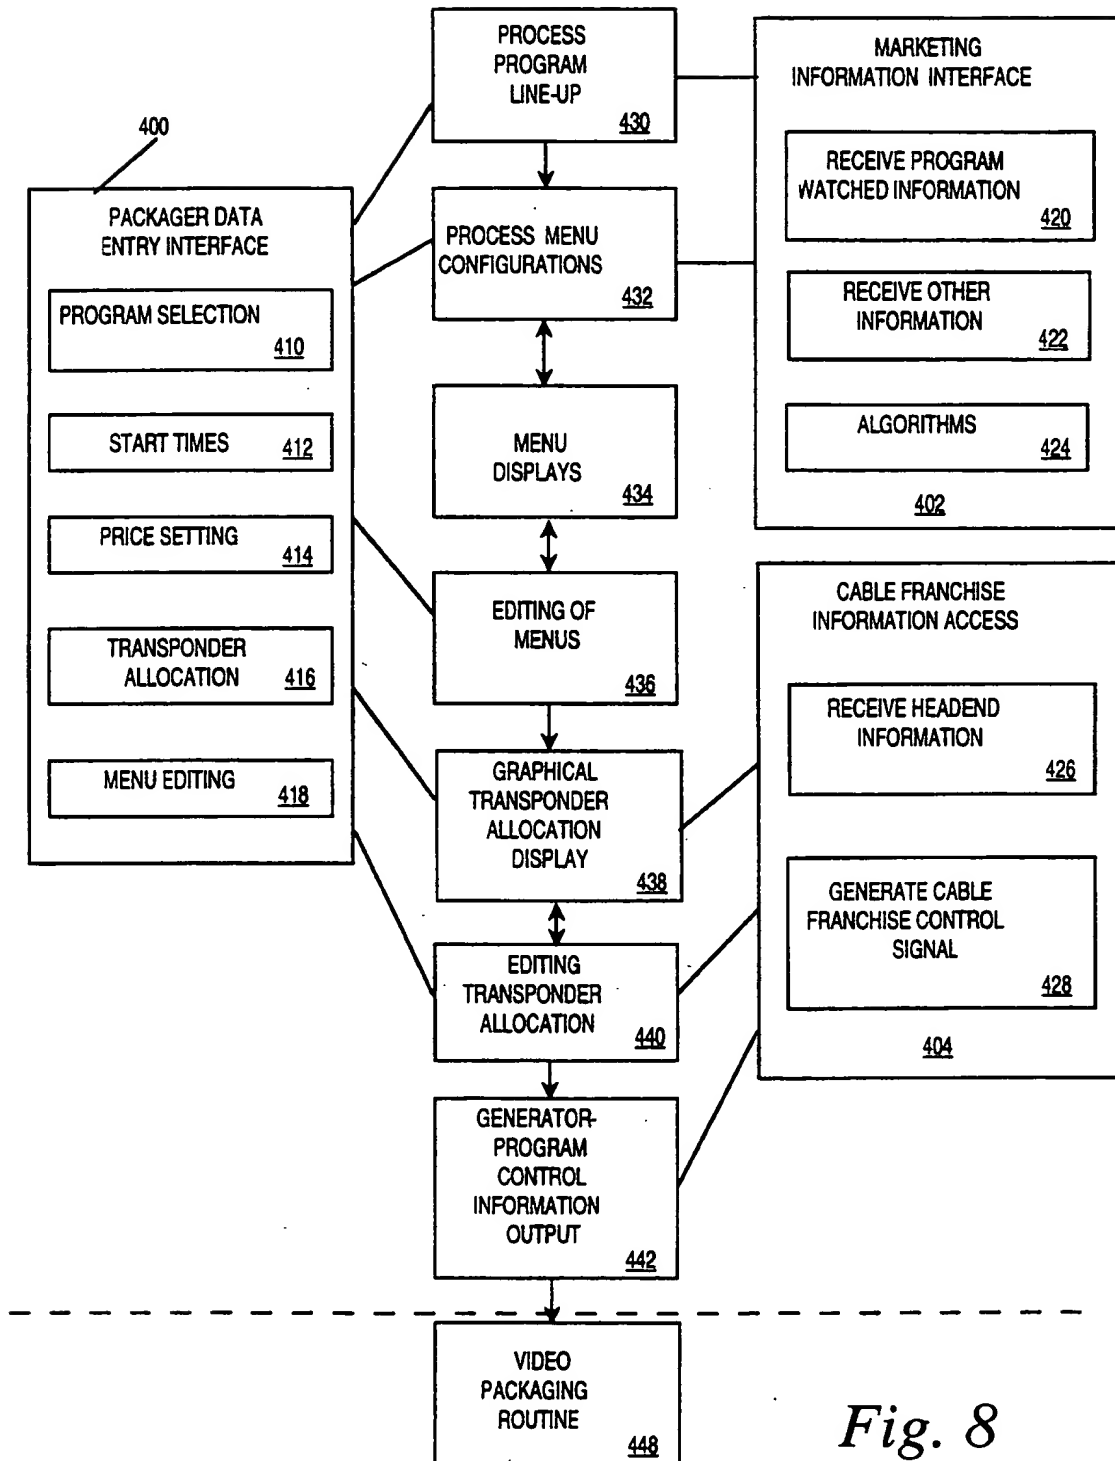 400
PACKAGER DATA
ENTRY INTERFACE
PROGRAM SELECTION
410
START TIMES
412
PRICE SETTING
414
TRANSPONDER
ALLOCATION
416
MENU EDITING
418
PROCESS
PROGRAM
LINE-UP
430
PROCESS MENU
CONFIGURATIONS
432
MENU
DISPLAYS
434
EDITING OF
MENUS
436
GRAPHICAL
TRANSPONDER
ALLOCATION
DISPLAY
438
EDITING
TRANSPONDER
ALLOCATION
440
GENERATOR-
PROGRAM
CONTROL
INFORMATION
OUTPUT
442
VIDEO
PACKAGING
ROUTINE
448
MARKETING
INFORMATION INTERFACE
RECEIVE PROGRAM
WATCHED INFORMATION
420
RECEIVE OTHER
INFORMATION
422
ALGORITHMS
424
402
CABLE FRANCHISE
INFORMATION ACCESS
RECEIVE HEADEND
INFORMATION
426
GENERATE CABLE
FRANCHISE CONTROL
SIGNAL
428
404
Fig. 8